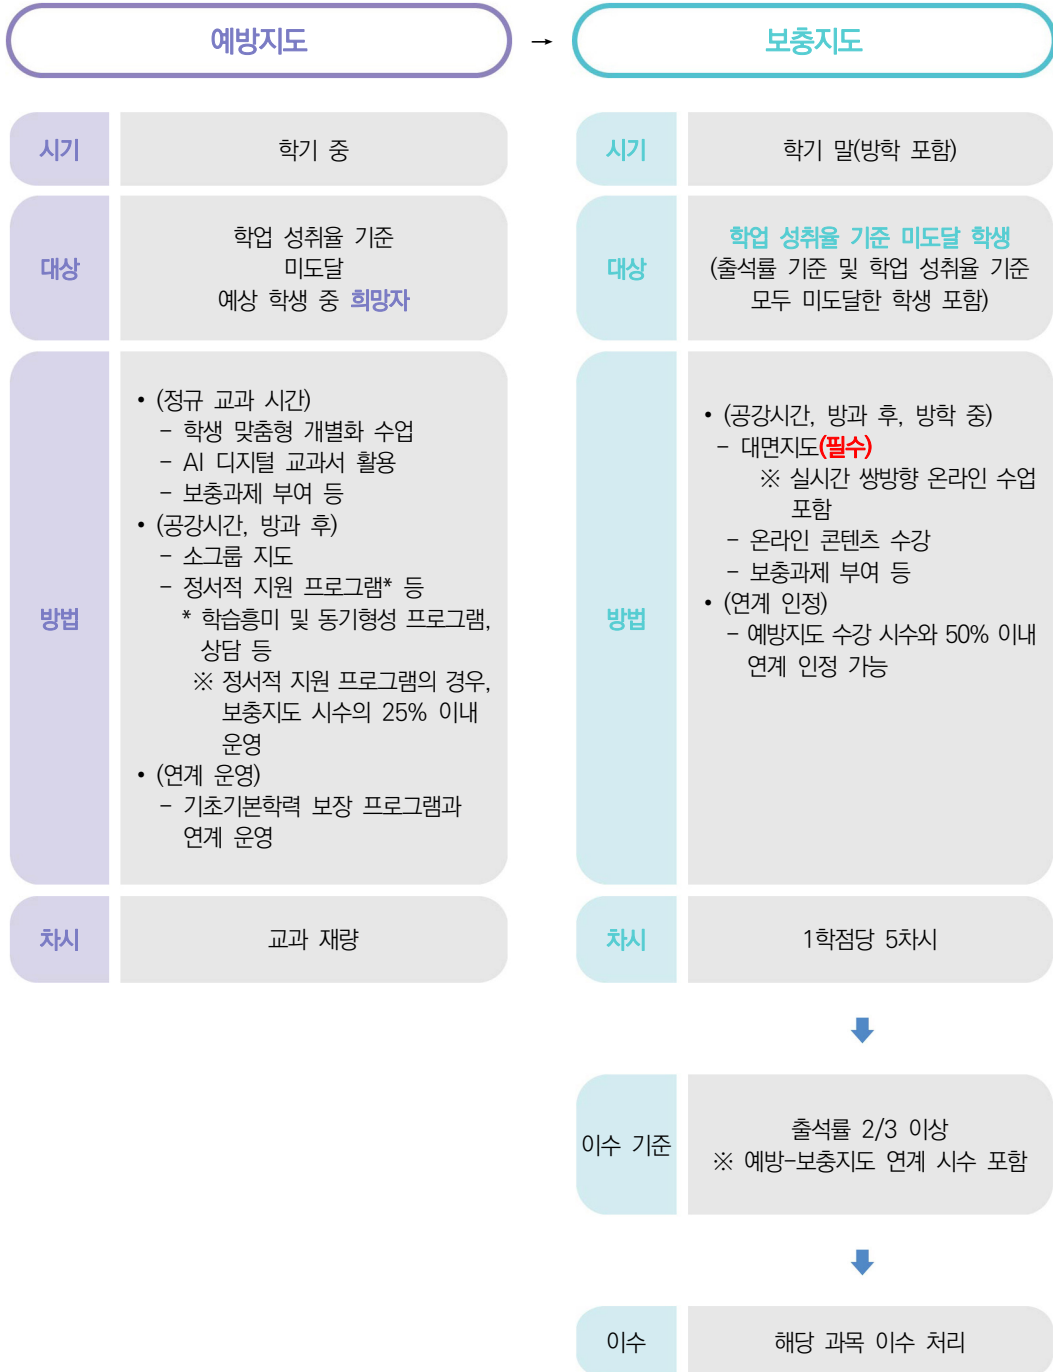 예방지도
→
보충지도
시기
학기 중
대상
학업 성취율 기준
미도달
예상 학생 중 희망자
방법
• (정규 교과 시간)
- 학생 맞춤형 개별화 수업
- AI 디지털 교과서 활용
- 보충과제 부여 등
• (공강시간, 방과 후)
- 소그룹 지도
- 정서적 지원 프로그램* 등
* 학습흥미 및 동기형성 프로그램,
상담 등
※ 정서적 지원 프로그램의 경우,
보충지도 시수의 25% 이내
운영
• (연계 운영)
- 기초기본학력 보장 프로그램과
연계 운영
차시
교과 재량
시기
학기 말(방학 포함)
대상
학업 성취율 기준 미도달 학생
(출석률 기준 및 학업 성취율 기준
모두 미도달한 학생 포함)
방법
• (공강시간, 방과 후, 방학 중)
- 대면지도(필수)
※ 실시간 쌍방향 온라인 수업
포함
- 온라인 콘텐츠 수강
- 보충과제 부여 등
• (연계 인정)
- 예방지도 수강 시수와 50% 이내
연계 인정 가능
차시
1학점당 5차시
이수 기준
출석률 2/3 이상
※ 예방-보충지도 연계 시수 포함
이수
해당 과목 이수 처리